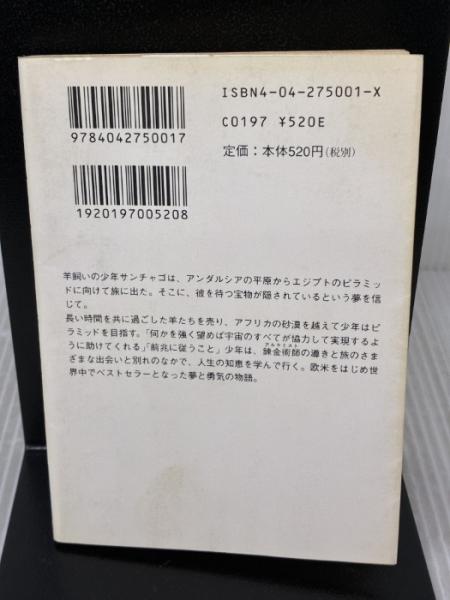 ISBN4-04-275001-X
C0197 ¥520E
定価：本体520円(税別)
9784042750017
1920197005208
羊飼いの少年サンチャゴは、アンダルシアの平原からエジプトのピラミッ
ドに向けて旅に出た。そこに、彼を待つ宝物が隠されているという夢を信
じて。
長い時間を共に過ごした羊たちを売り、アフリカの砂漠を越えて少年はピ
ラミッドを目指す。「何かを強く望めば宇宙のすべてが協力して実現するよ
アルケミスト
うに助けてくれる」「前兆に従うこと」少年は、錬金術師の導きと旅のさま
ざまな出会いと別れのなかで、人生の知恵を学んで行く。欧米をはじめ世
界中でベストセラーとなった夢と勇気の物語。